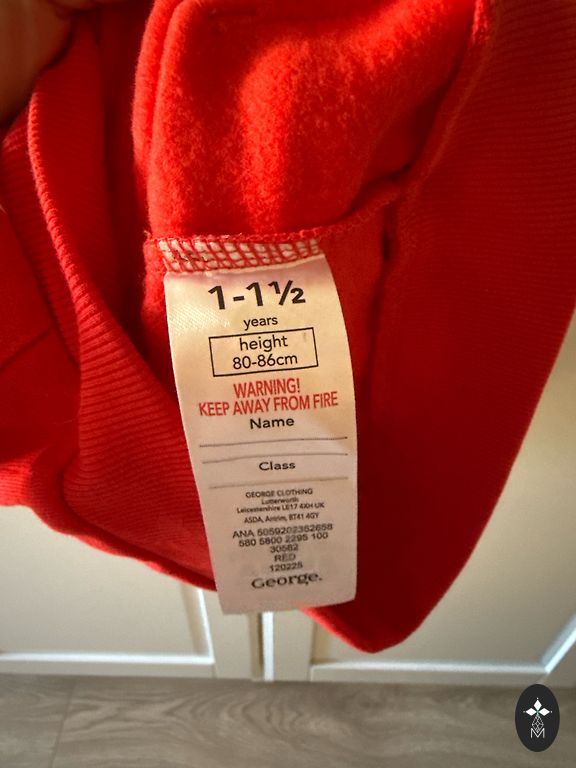 1-1½
years
height
80-86cm
WARNING!
KEEP AWAY FROM FIRE
Name
Class
GEORGE CLOTHING
Lutterworth
Leicestershire LE17 4XH UK
ASDA, Antrim, BT41 4GY
ANA 5059202362658
580 5800 2295 100
30582
RED
120225
George.
M